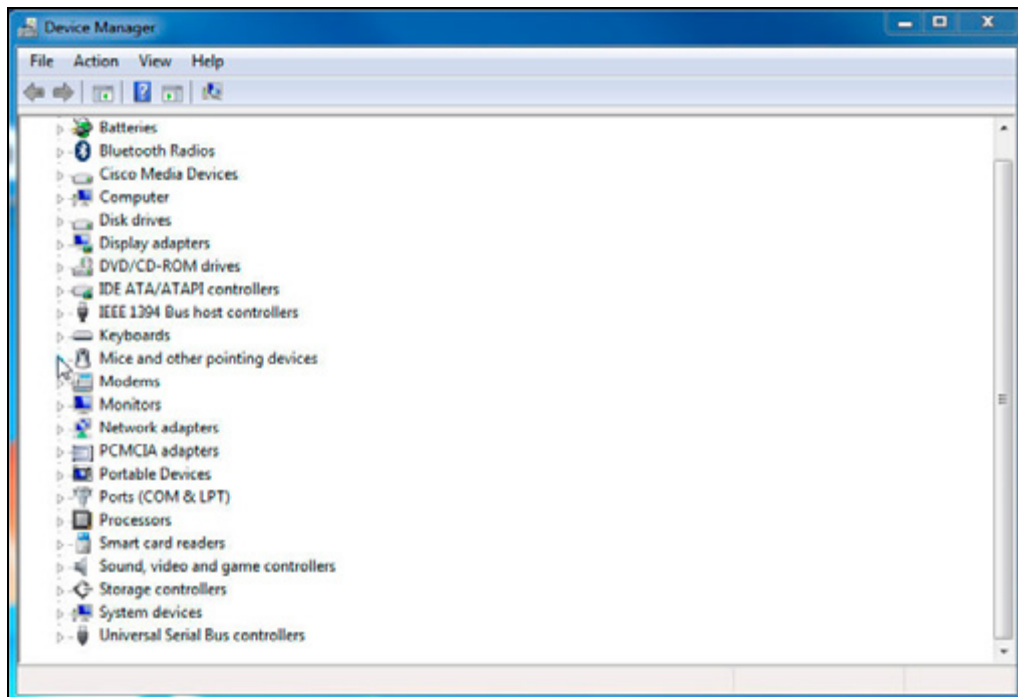 Device Manager
File Action View Help
Batteries
Bluetooth Radios
Cisco Media Devices
Computer
Disk drives
Display adapters
DVD/CD-ROM drives
IDE ATA/ATAPI controllers
IEEE 1394 Bus host controllers
Keyboards
Mice and other pointing devices
Modems
Monitors
Network adapters
PCMCIA adapters
Portable Devices
Ports (COM & LPT)
Processors
Smart card readers
Sound, video and game controllers
Storage controllers
System devices
Universal Serial Bus controllers